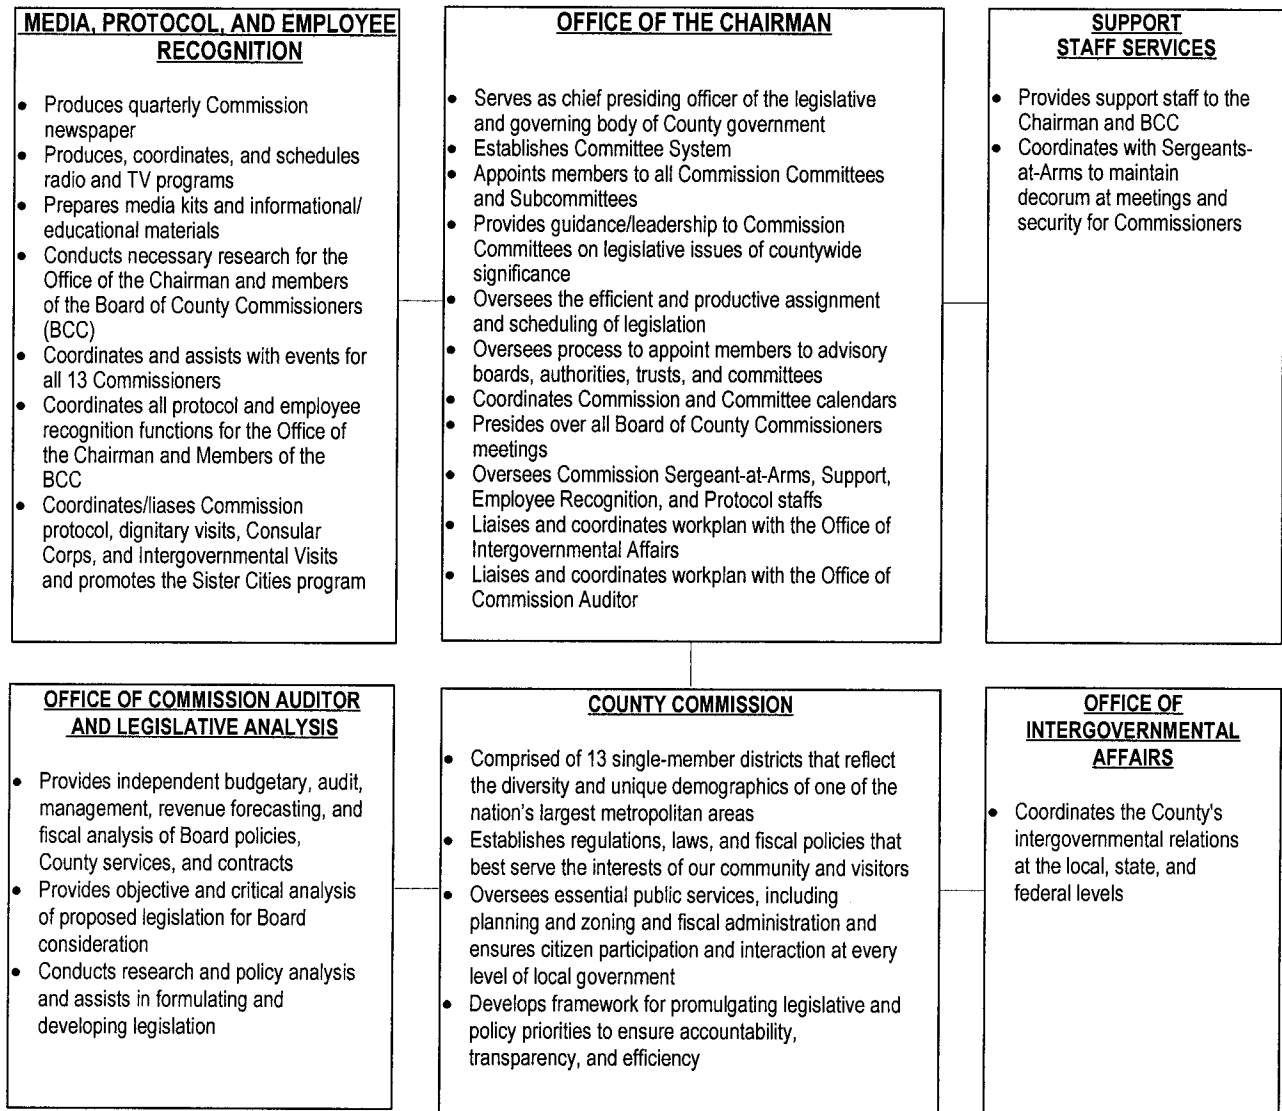 MEDIA, PROTOCOL, AND EMPLOYEE
RECOGNITION
• Produces quarterly Commission
newspaper
• Produces, coordinates, and schedules
radio and TV programs
• Prepares media kits and informational/
educational materials
• Conducts necessary research for the
Office of the Chairman and members
of the Board of County Commissioners
(BCC)
• Coordinates and assists with events for
all 13 Commissioners
• Coordinates all protocol and employee
recognition functions for the Office of
the Chairman and Members of the
BCC
• Coordinates/liases Commission
protocol, dignitary visits, Consular
Corps, and Intergovernmental Visits
and promotes the Sister Cities program
OFFICE OF THE CHAIRMAN
• Serves as chief presiding officer of the legislative
and governing body of County government
• Establishes Committee System
• Appoints members to all Commission Committees
and Subcommittees
• Provides guidance/leadership to Commission
Committees on legislative issues of countywide
significance
• Oversees the efficient and productive assignment
and scheduling of legislation
• Oversees process to appoint members to advisory
boards, authorities, trusts, and committees
• Coordinates Commission and Committee calendars
• Presides over all Board of County Commissioners
meetings
• Oversees Commission Sergeant-at-Arms, Support,
Employee Recognition, and Protocol staffs
• Liaises and coordinates workplan with the Office of
Intergovernmental Affairs
• Liaises and coordinates workplan with the Office of
Commission Auditor
SUPPORT
STAFF SERVICES
• Provides support staff to the
Chairman and BCC
• Coordinates with Sergeants-
at-Arms to maintain
decorum at meetings and
security for Commissioners
OFFICE OF COMMISSION AUDITOR
AND LEGISLATIVE ANALYSIS
• Provides independent budgetary, audit,
management, revenue forecasting, and
fiscal analysis of Board policies,
County services, and contracts
• Provides objective and critical analysis
of proposed legislation for Board
consideration
• Conducts research and policy analysis
and assists in formulating and
developing legislation
COUNTY COMMISSION
• Comprised of 13 single-member districts that reflect
the diversity and unique demographics of one of the
nation's largest metropolitan areas
• Establishes regulations, laws, and fiscal policies that
best serve the interests of our community and visitors
• Oversees essential public services, including
planning and zoning and fiscal administration and
ensures citizen participation and interaction at every
level of local government
• Develops framework for promulgating legislative and
policy priorities to ensure accountability,
transparency, and efficiency
OFFICE OF
INTERGOVERNMENTAL
AFFAIRS
• Coordinates the County's
intergovernmental relations
at the local, state, and
federal levels